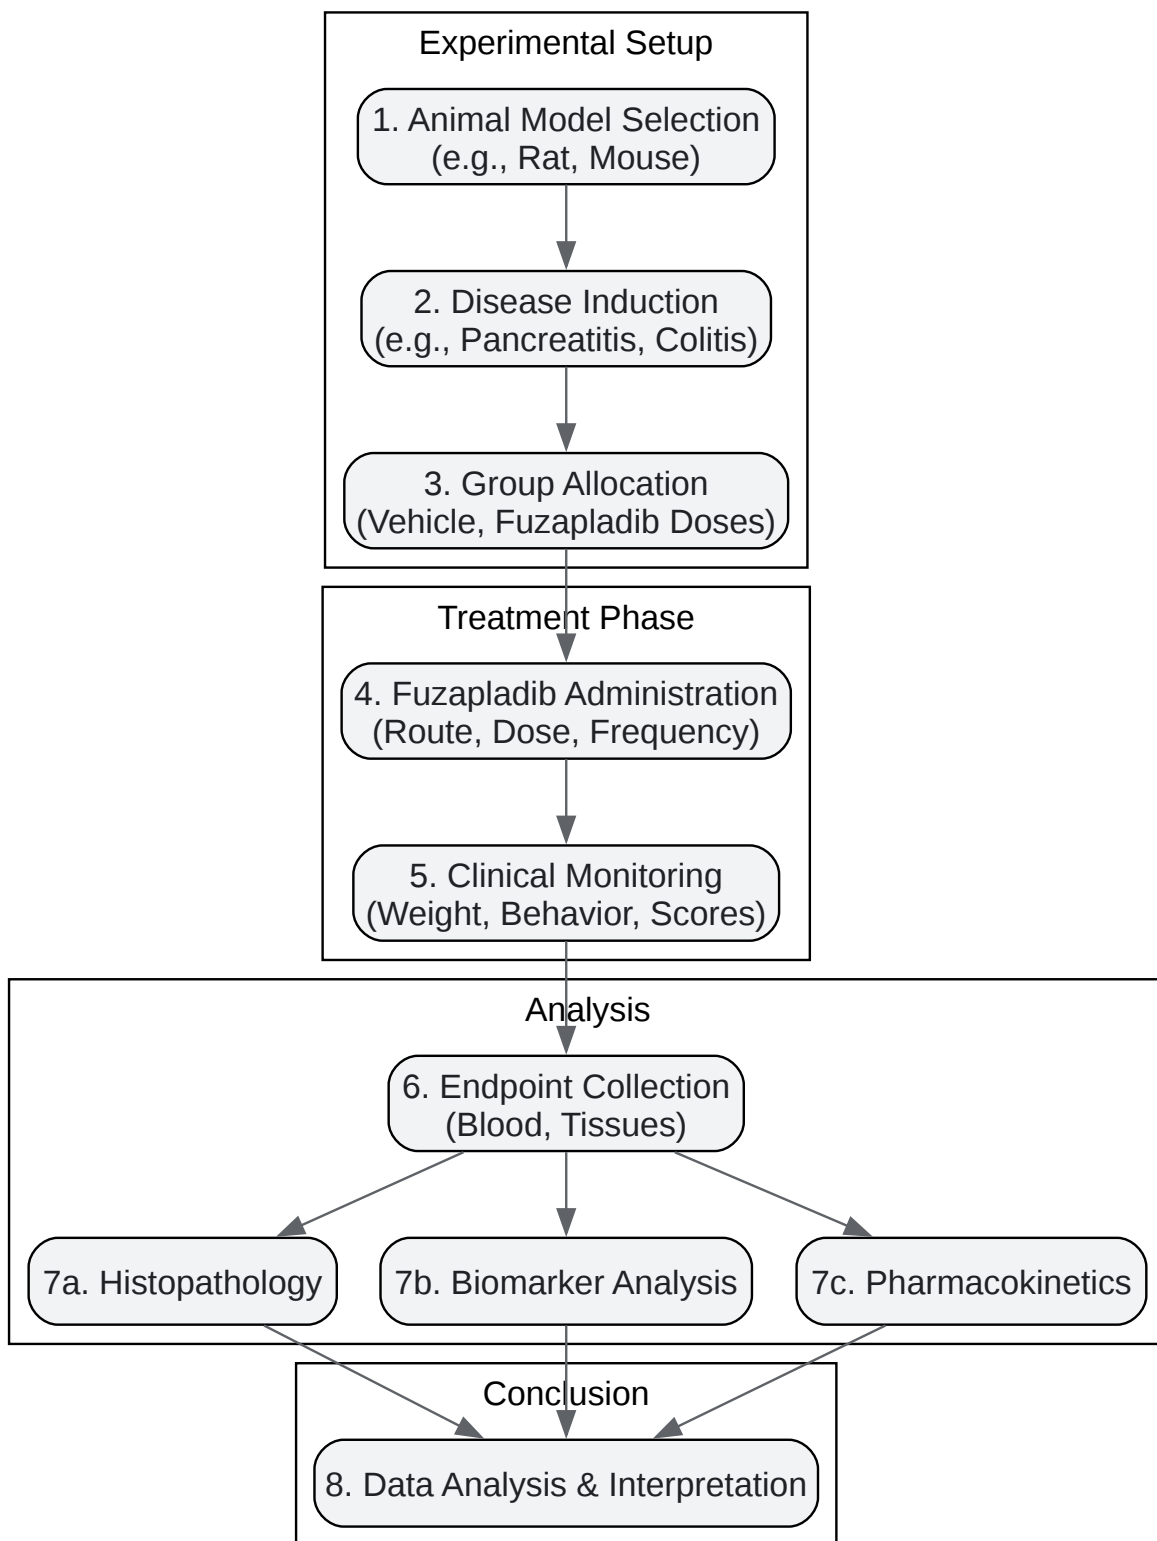 Experimental Setup
1. Animal Model Selection
(e.g., Rat, Mouse)
2. Disease Induction
(e.g., Pancreatitis, Colitis)
3. Group Allocation
(Vehicle, Fuzapladib Doses)
Treatment Phase
4. Fuzapladib Administration
(Route, Dose, Frequency)
5. Clinical Monitoring
(Weight, Behavior, Scores)
Analysis
6. Endpoint Collection
(Blood, Tissues)
7a. Histopathology
7b. Biomarker Analysis
7c. Pharmacokinetics
Conclusion
8. Data Analysis & Interpretation